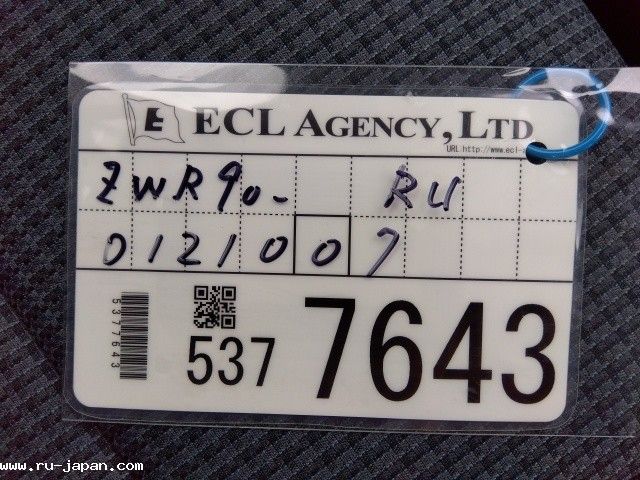 E ECL AGENCY, LTD
URL http://www.ecl-
ZWR90- RU
0121007
5377643
537 7643
www.ru-japan.com